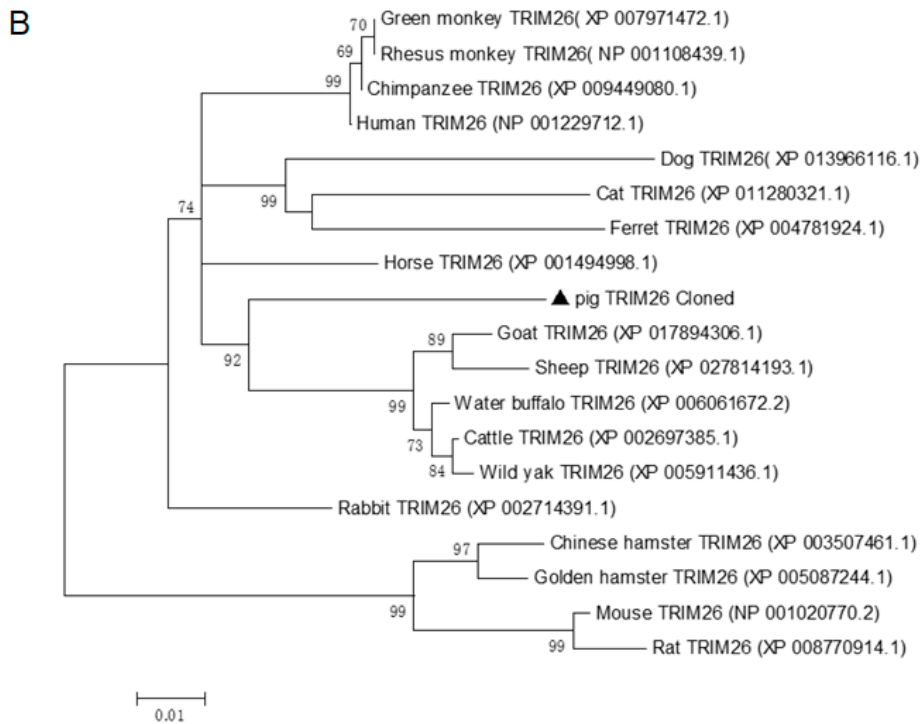 B
Green monkey TRIM26( XP 007971472.1)
70
Rhesus monkey TRIM26( NP 001108439.1)
69
Chimpanzee TRIM26 (XP 009449080.1)
99
Human TRIM26 (NP 001229712.1)
Dog TRIM26( XP 013966116.1)
Cat TRIM26 (XP 011280321.1)
99
74
Ferret TRIM26 (XP 004781924.1)
Horse TRIM26 (XP 001494998.1)
▲ pig TRIM26 Cloned
Goat TRIM26 (XP 017894306.1)
89
92
Sheep TRIM26 (XP 027814193.1)
Water buffalo TRIM26 (XP 006061672.2)
99
Cattle TRIM26 (XP 002697385.1)
73
84
Wild yak TRIM26 (XP 005911436.1)
Rabbit TRIM26 (XP 002714391.1)
Chinese hamster TRIM26 (XP 003507461.1)
97
Golden hamster TRIM26 (XP 005087244.1)
99
Mouse TRIM26 (NP 001020770.2)
99
Rat TRIM26 (XP 008770914.1)
0.01